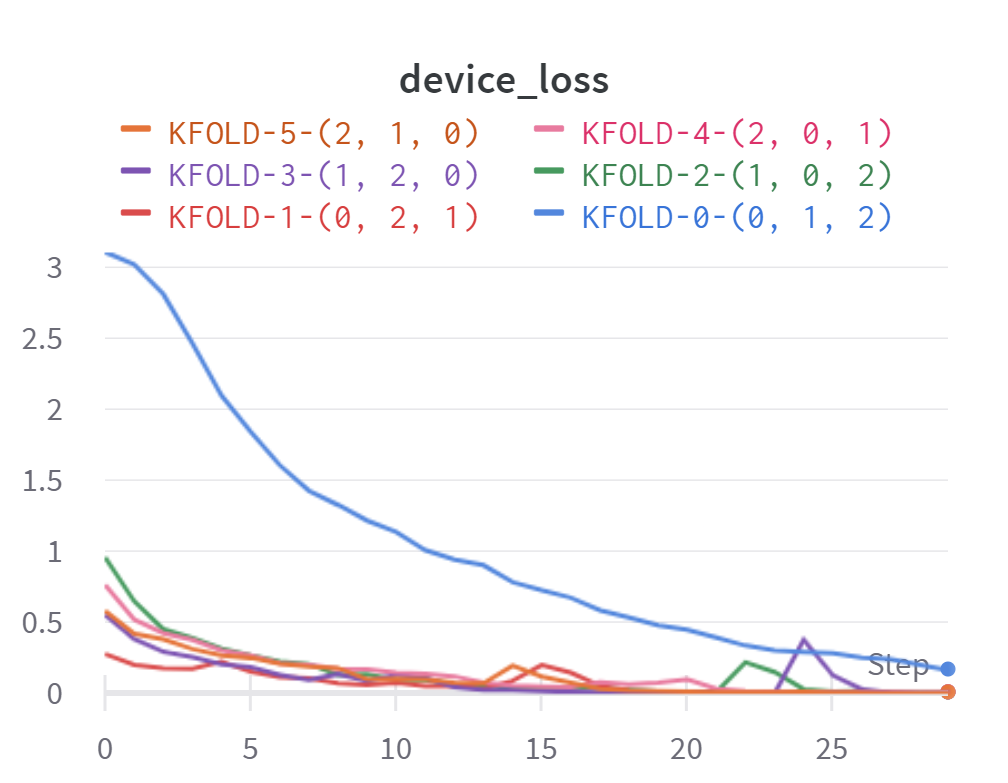 device_loss
KFOLD-5-(2, 1, 0) KFOLD-4-(2, 0, 1)
KFOLD-3-(1, 2, 0) KFOLD-2-(1, 0, 2)
KFOLD-1-(0, 2, 1) KFOLD-0-(0, 1, 2)
3
2.5
2
1.5
1
0.5
Step
0
0 5 10 15 20 25